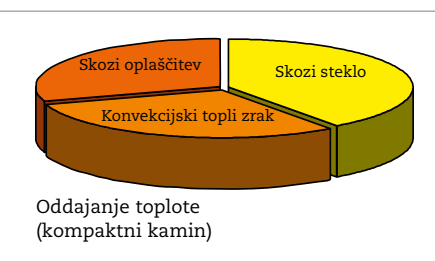 Skozi oplaščitev
Skozi steklo
Konvekcijski topli zrak
Oddajanje toplote
(kompaktni kamin)